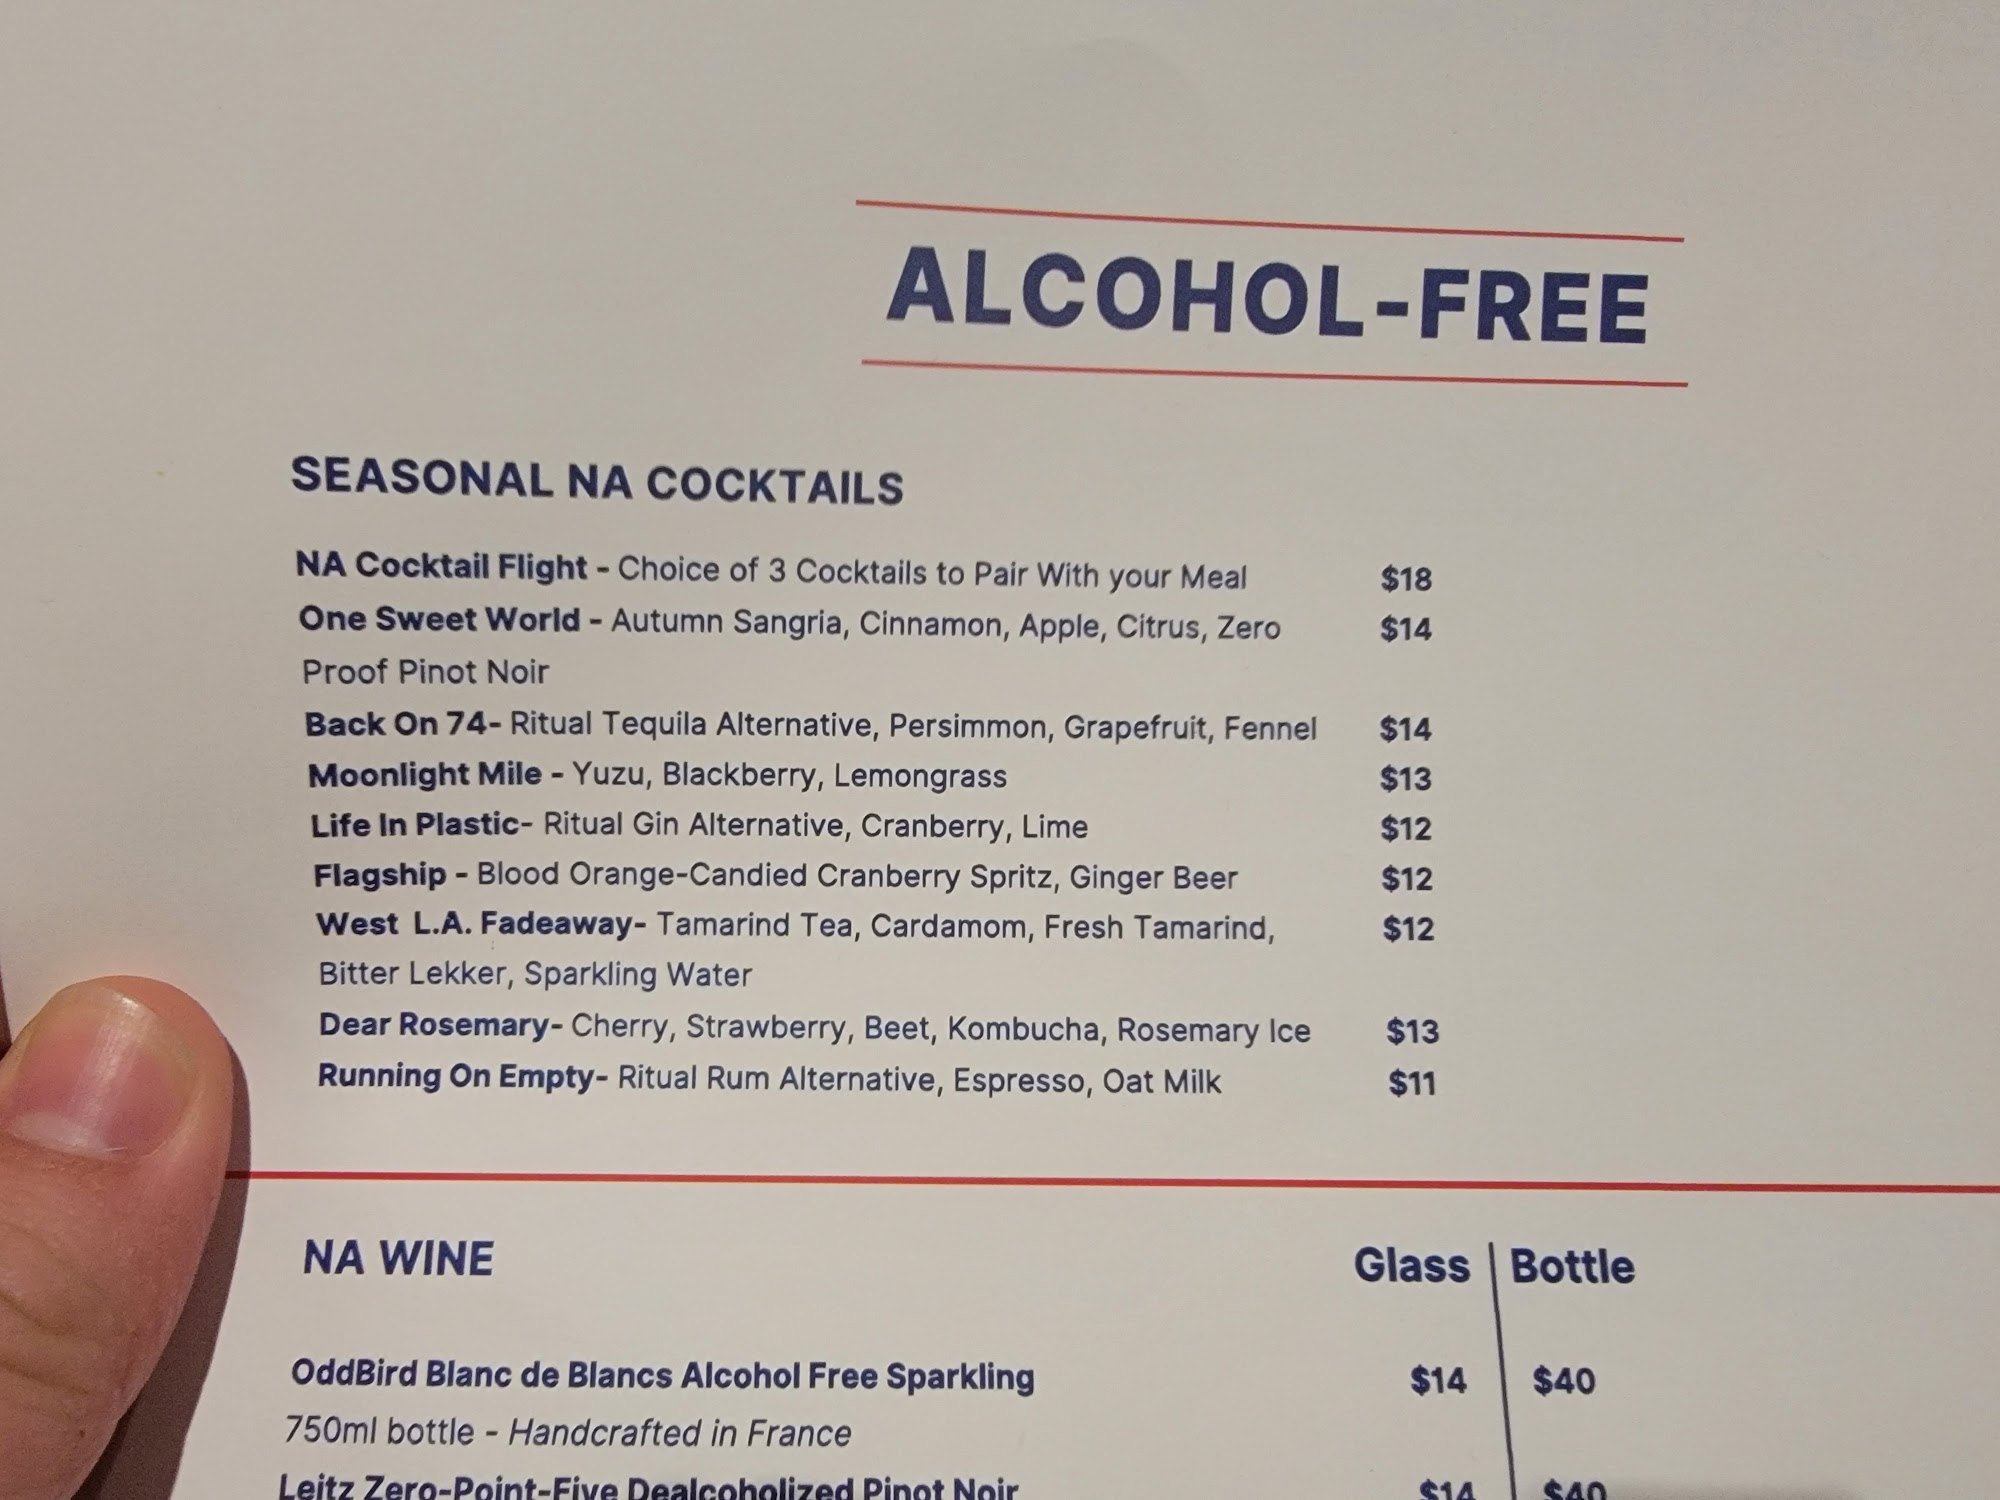 ALCOHOL-FREE
SEASONAL NA COCKTAILS
NA Cocktail Flight - Choice of 3 Cocktails to Pair With your Meal $18
One Sweet World - Autumn Sangria, Cinnamon, Apple, Citrus, Zero $14
Proof Pinot Noir
Back On 74- Ritual Tequila Alternative, Persimmon, Grapefruit, Fennel $14
Moonlight Mile - Yuzu, Blackberry, Lemongrass $13
Life In Plastic- Ritual Gin Alternative, Cranberry, Lime $12
Flagship - Blood Orange-Candied Cranberry Spritz, Ginger Beer $12
West L.A. Fadeaway- Tamarind Tea, Cardamom, Fresh Tamarind, $12
Bitter Lekker, Sparkling Water
Dear Rosemary- Cherry, Strawberry, Beet, Kombucha, Rosemary Ice $13
Running On Empty- Ritual Rum Alternative, Espresso, Oat Milk $11
NA WINE Glass Bottle
OddBird Blanc de Blancs Alcohol Free Sparkling $14 $40
750ml bottle - Handcrafted in France
Leitz Zero-Point-Five Dealcoholized Pinot Noir $14 $40